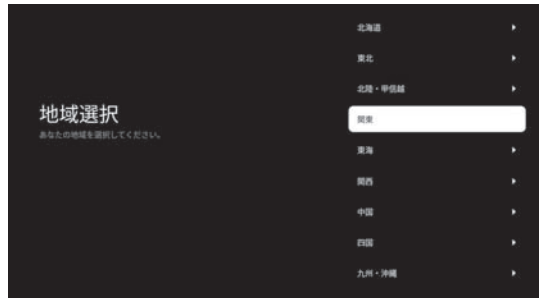 地域選択
あなたの地域を選択してください。
北海道
東北
北陸・甲信越
関東
東海
関西
中国
四国
九州・沖縄